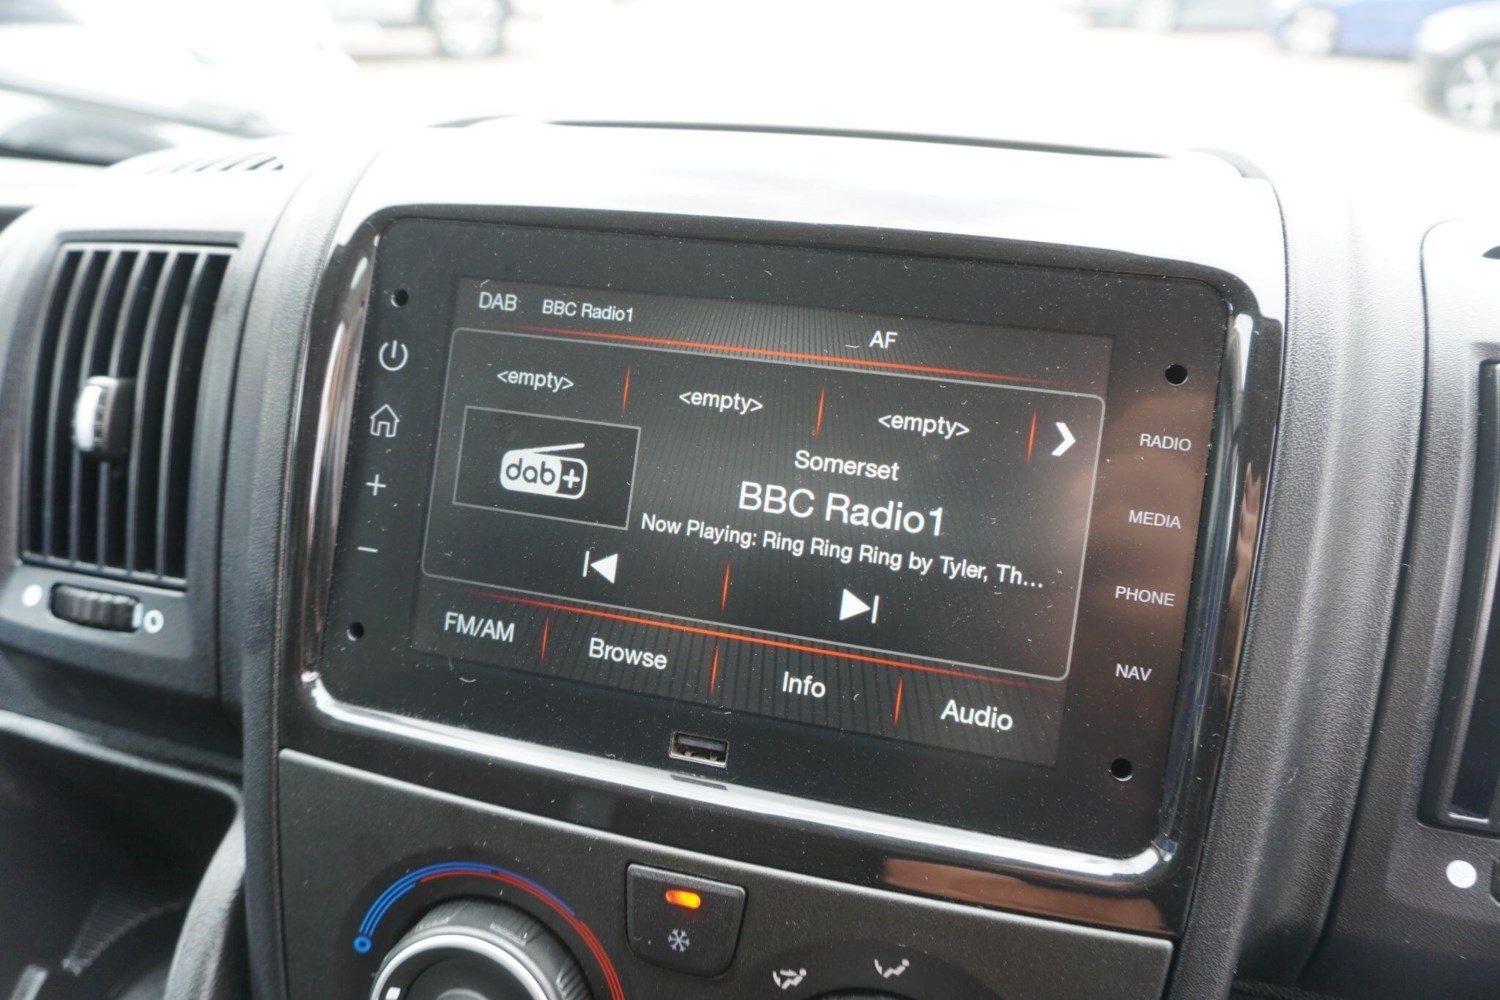 DAB BBC Radio1
AF
<empty> <empty> <empty>
dab+
Somerset
BBC Radio1
Now Playing: Ring Ring Ring by Tyler, Th...
FM/AM Browse Info Audio
RADIO
MEDIA
PHONE
NAV